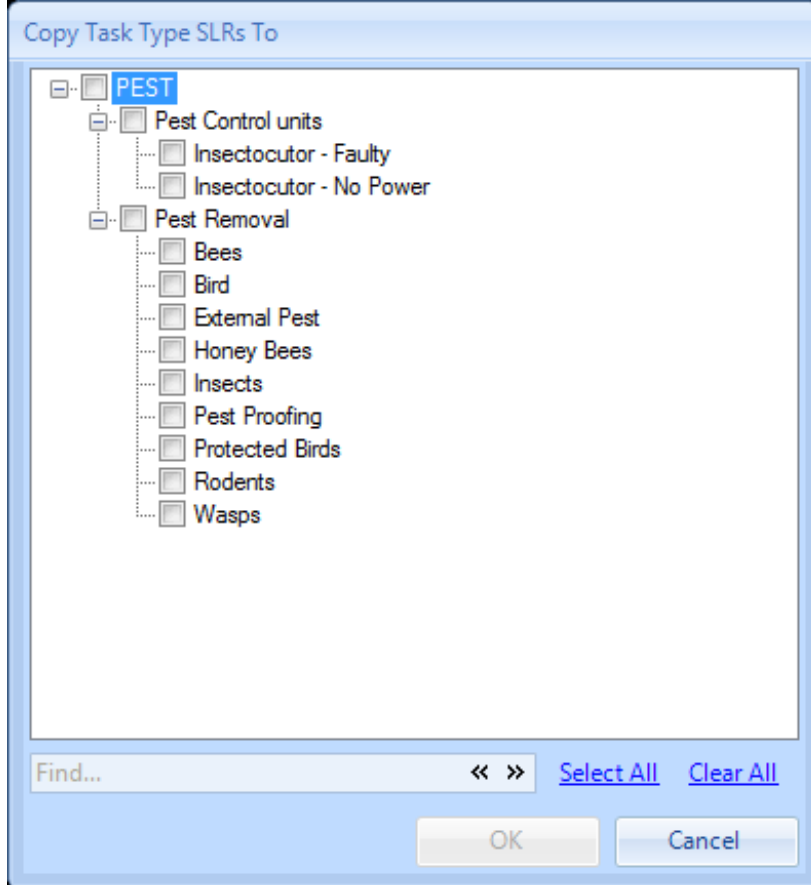 Copy Task Type SLRs To
PEST
Pest Control units
Insectocutor - Faulty
Insectocutor - No Power
Pest Removal
Bees
Bird
External Pest
Honey Bees
Insects
Pest Proofing
Protected Birds
Rodents
Wasps
Find... « » Select All Clear All
OK Cancel